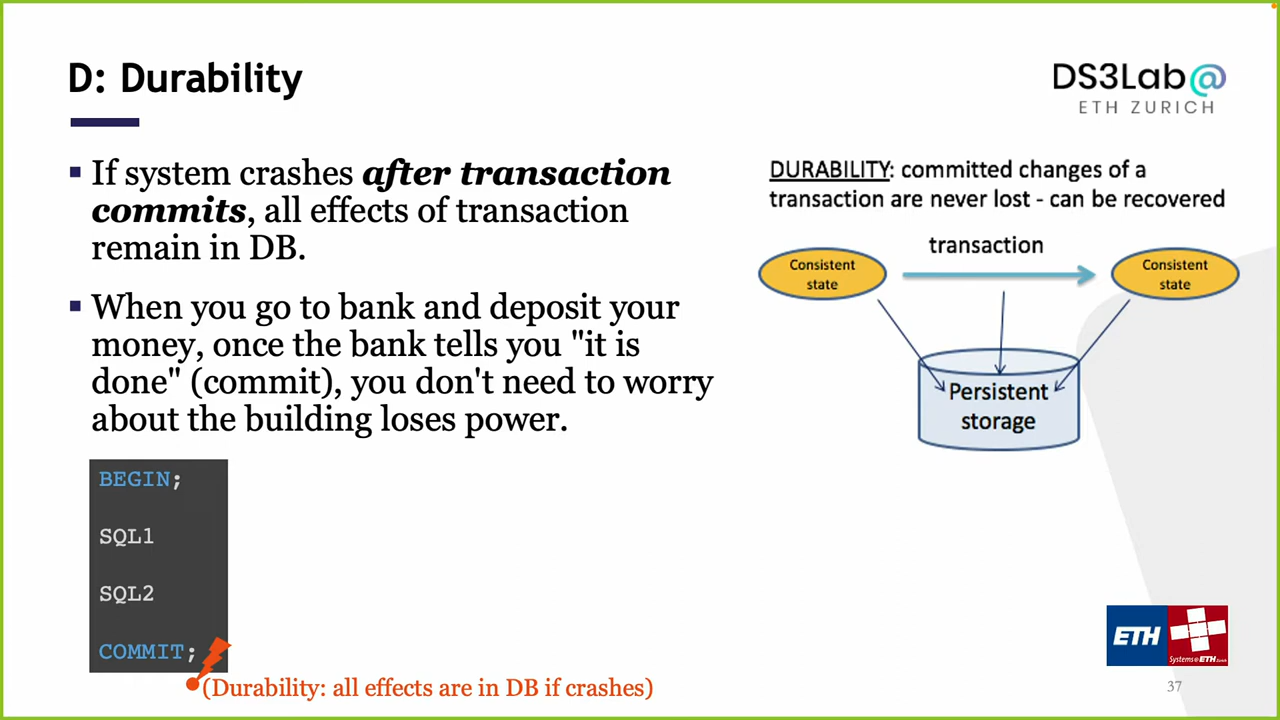 D: Durability
DS3Lab@
ETH ZURICH
▪ If system crashes after transaction
commits, all effects of transaction
remain in DB.
▪ When you go to bank and deposit your
money, once the bank tells you "it is
done" (commit), you don't need to worry
about the building loses power.
BEGIN;
SQL1
SQL2
COMMIT;
(Durability: all effects are in DB if crashes)
DURABILITY: committed changes of a
transaction are never lost - can be recovered
transaction
Consistent
state
Consistent
state
Persistent
storage
ETH
Systems@ETH Zurich
37